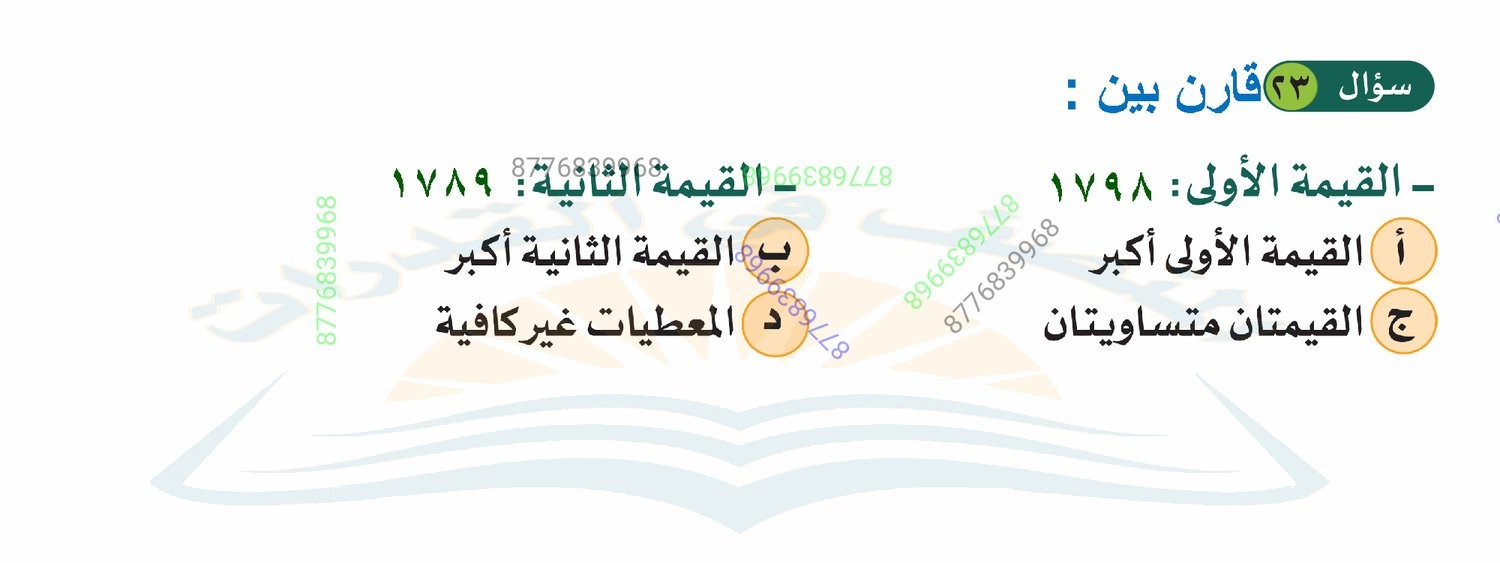 سؤال ٢٣ قارن بين :
– القيمة الأولى: ١٧٩٨ – القيمة الثانية: ١٧٨٩
أ القيمة الأولى أكبر ب القيمة الثانية أكبر
ج القيمتان متساويتان د المعطيات غير كافية
8776839968
8776839968
8776839968
8776839968
8776839968
8776839968